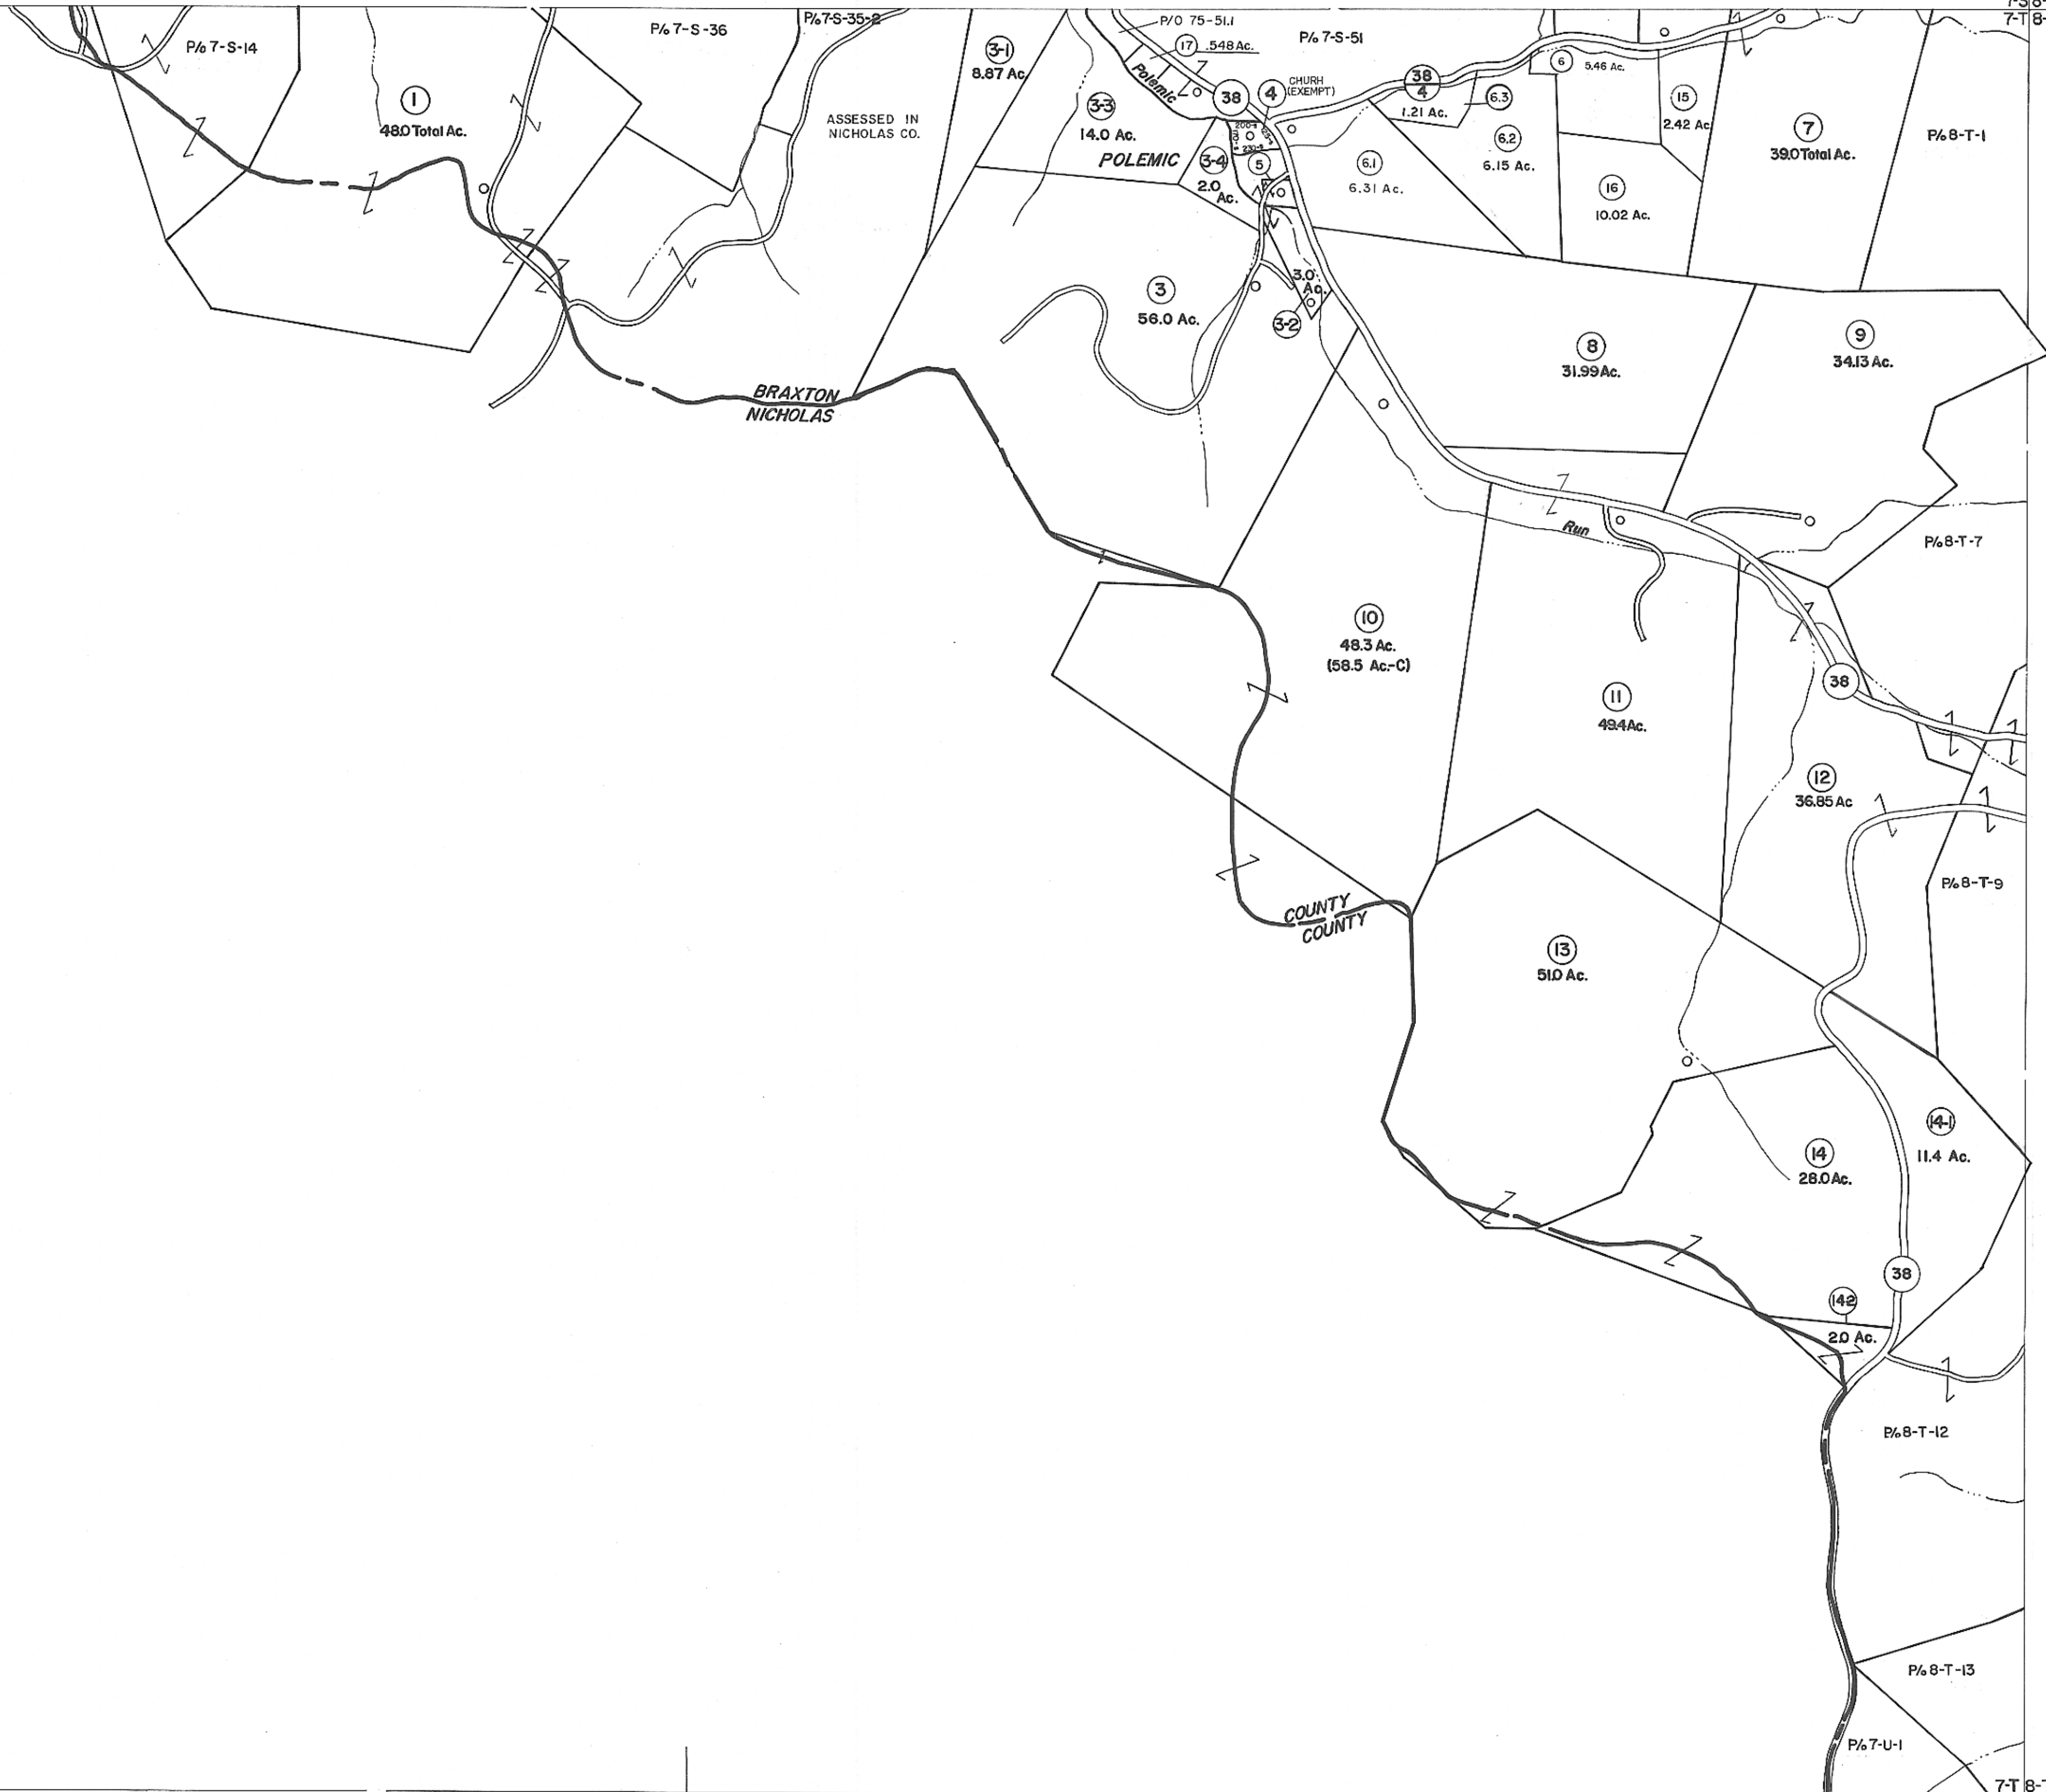 7-S 8-
7-T 8-
P/o 7-S-14
1
48.0 Total Ac.
P/o 7-S-36
P/o 7-S-35-2
ASSESSED IN
NICHOLAS CO.
3-1
8.87 Ac.
3-3
14.0 Ac.
POLEMIC
P/O 75-51.1
17 .548 Ac.
Polemic
38
4
CHURH
(EXEMPT)
P/o 7-S-51
38
4
1.21 Ac.
6.3
6
5.46 Ac.
6.2
6.15 Ac.
15
2.42 Ac.
16
10.02 Ac.
7
39.0 Total Ac.
P/o 8-T-1
3-4
2.0
Ac.
5
6.1
6.31 Ac.
3
56.0 Ac.
3.0
Ac.
3-2
8
31.99 Ac.
9
34.13 Ac.
BRAXTON
NICHOLAS
Run
P/o 8-T-7
10
48.3 Ac.
(58.5 Ac.-C)
11
49.4 Ac.
38
12
36.85 Ac
P/o 8-T-9
COUNTY
COUNTY
13
51.0 Ac.
14-1
11.4 Ac.
14
28.0 Ac.
38
14-2
2.0 Ac.
P/o 8-T-12
P/o 8-T-13
P/o 7-U-1
7-T 8-T